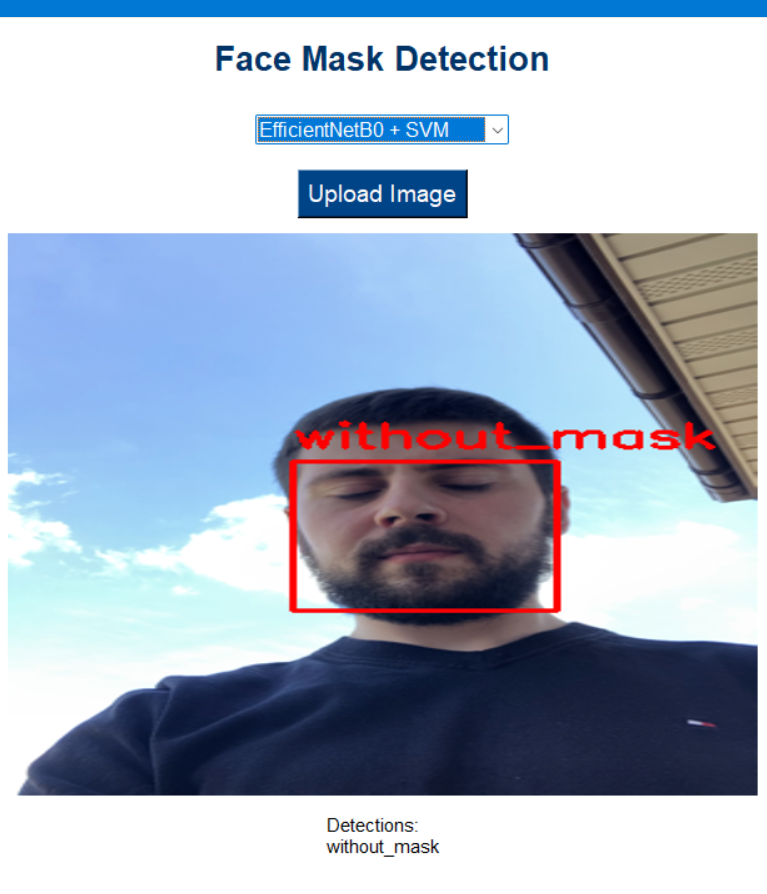 Face Mask Detection
EfficientNetB0 + SVM
Upload Image
without_mask
Detections:
without_mask